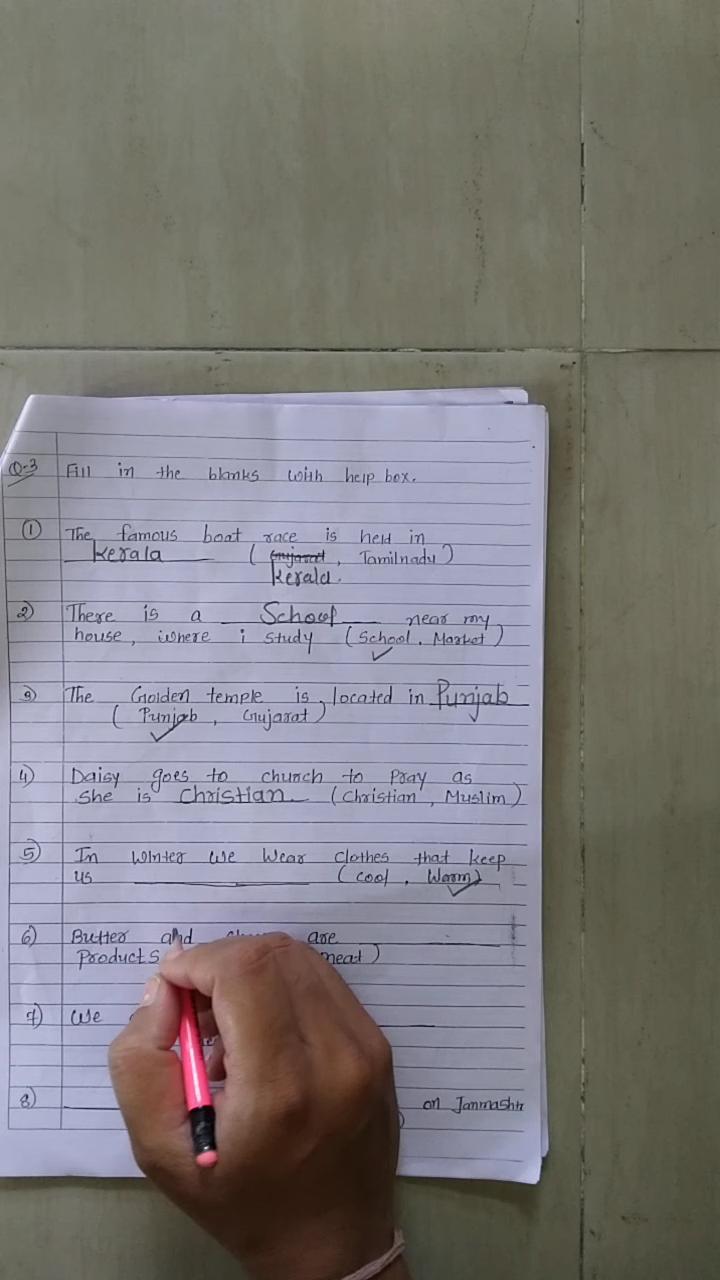 Q-3 Fill in the blanks with help box.
① The famous boat race is held in
Kerala ( Gujarat , Tamilnadu )
Kerala.
2) There is a School near my
house, where i study (School, Market)
3) The Golden temple is located in Punjab
( Punjab , Gujarat )
4) Daisy goes to church to pray as
she is Christian (Christian , Muslim)
5) In winter we wear clothes that keep
us ( cool , Warm)
6) Butter and are
Products meat )
7) We
8) on Janmasht